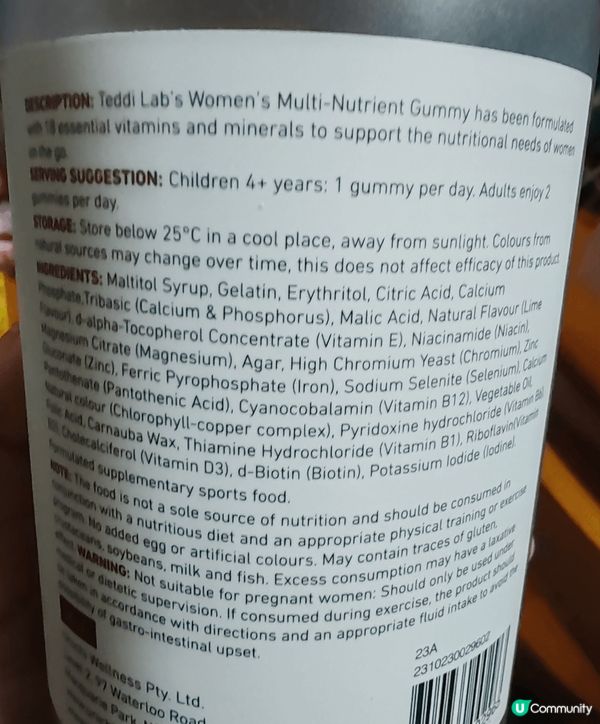 DESCRIPTION: Teddi Lab's Women's Multi-Nutrient Gummy has been formulated
with 18 essential vitamins and minerals to support the nutritional needs of women
on the go.
SERVING SUGGESTION: Children 4+ years: 1 gummy per day. Adults enjoy 2
gummies per day.
STORAGE: Store below 25°C in a cool place, away from sunlight. Colours from
natural sources may change over time, this does not affect efficacy of this product.
INGREDIENTS: Maltitol Syrup, Gelatin, Erythritol, Citric Acid, Calcium
Phosphate, Tribasic (Calcium & Phosphorus), Malic Acid, Natural Flavour (Lime
Flavour), d-alpha-Tocopherol Concentrate (Vitamin E), Niacinamide (Niacin),
Magnesium Citrate (Magnesium), Agar, High Chromium Yeast (Chromium), Zinc
Gluconate (Zinc), Ferric Pyrophosphate (Iron), Sodium Selenite (Selenium), Calcium
Pantothenate (Pantothenic Acid), Cyanocobalamin (Vitamin B12), Vegetable Oil,
Natural colour (Chlorophyll-copper complex), Pyridoxine hydrochloride (Vitamin B6),
Folic Acid, Carnauba Wax, Thiamine Hydrochloride (Vitamin B1), Riboflavin (Vitamin
B2), Cholecalciferol (Vitamin D3), d-Biotin (Biotin), Potassium Iodide (Iodine).
Formulated supplementary sports food.
NOTE: The food is not a sole source of nutrition and should be consumed in
conjunction with a nutritious diet and an appropriate physical training or exercise
program. No added egg or artificial colours. May contain traces of gluten,
crustaceans, soybeans, milk and fish. Excess consumption may have a laxative
effect. WARNING: Not suitable for pregnant women: Should only be used under
medical or dietetic supervision. If consumed during exercise, the product should
be taken in accordance with directions and an appropriate fluid intake to avoid the
possibility of gastro-intestinal upset.
23A
2310230029602
Wellness Pty. Ltd.
2, 97 Waterloo Road
Park,
U Community